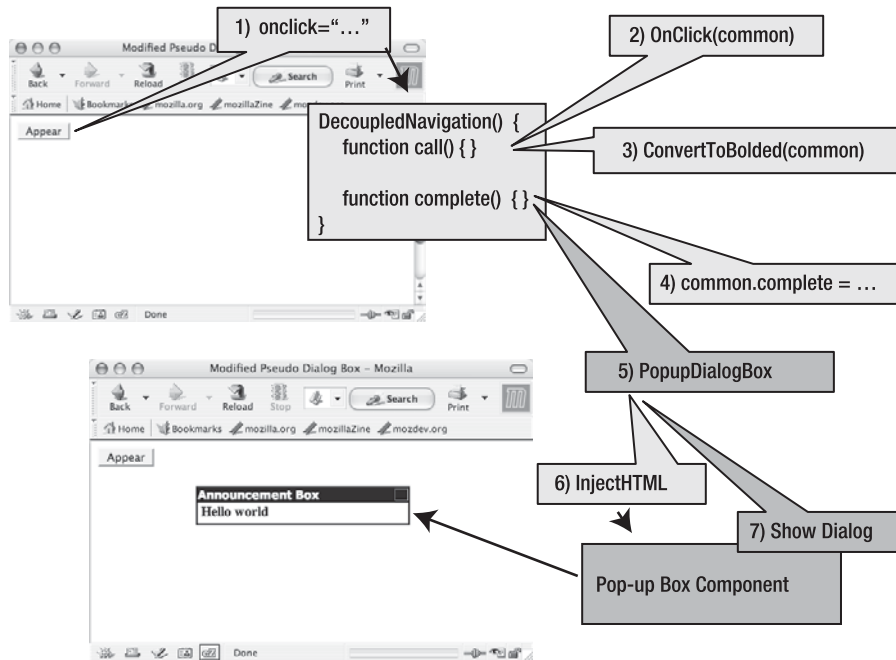 1) onclick="…"
2) OnClick(common)
Modified Pseudo D
Back Forward Reload Search Print
Home Bookmarks mozilla.org mozillaZine
Appear
DecoupledNavigation() {
function call() { }
function complete() { }
}
3) ConvertToBolded(common)
4) common.complete = …
Done
5) PopupDialogBox
Modified Pseudo Dialog Box – Mozilla
Back Forward Reload Stop Search Print
Home Bookmarks mozilla.org mozillaZine mozdev.org
Appear
6) InjectHTML
Announcement Box
Hello world
7) Show Dialog
Pop-up Box Component
Done